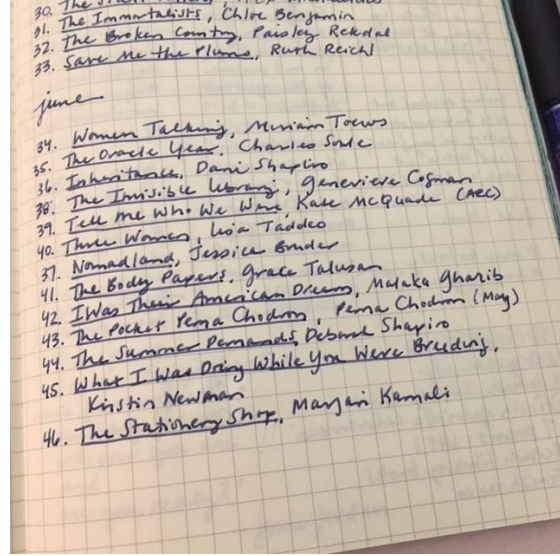 30. The
31. The Immortalists, Chloe Benjamin
32. The Broken Country, Paisley Rekdal
33. Save Me the Plums, Ruth Reichl
june
34. Women Talking, Miriam Toews
35. The Oracle Year, Charles Soule
36. Inheritance, Dani Shapiro
38. The Invisible Library, Genevieve Cogman
39. Tell Me Who We Were, Kate McQuade (ARC)
40. Three Women, Lisa Taddeo
37. Nomadland, Jessica Bruder
41. The Body Papers, Grace Talusan
42. I Was Their American Dream, Malaka Gharib
43. The Pocket Pema Chodron, Pema Chodron (May)
44. The Summer Demands, Deborah Shapiro
45. What I Was Doing While You Were Breeding,
Kristin Newman
46. The Stationery Shop, Marjan Kamali